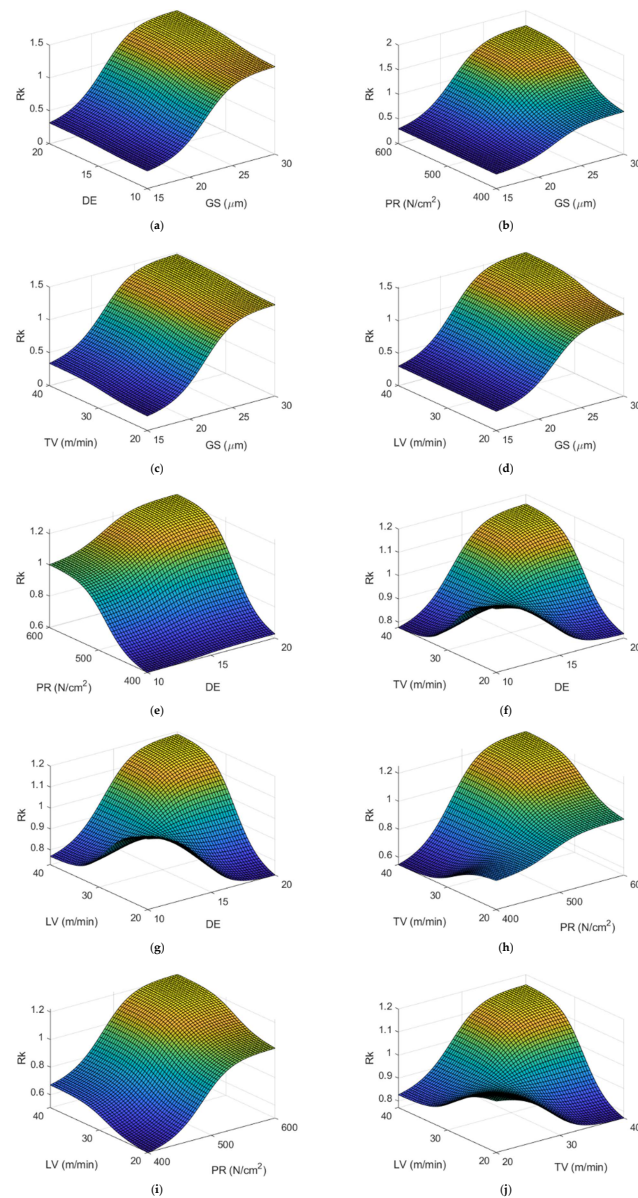 1.5
1
0.5
0
Rk
20
15
10
DE
15
20
25
30
GS (μm)
(a)
2
1.5
1
0.5
0
Rk
600
500
400
PR (N/cm²)
15
20
25
30
GS (μm)
(b)
1.5
1
0.5
0
Rk
40
30
20
TV (m/min)
15
20
25
30
GS (μm)
(c)
1.5
1
0.5
0
Rk
40
30
20
LV (m/min)
15
20
25
30
GS (μm)
(d)
1.2
1
0.8
0.6
Rk
600
500
400
PR (N/cm²)
10
15
20
DE
(e)
1.2
1.1
1
0.9
0.8
Rk
40
30
20
TV (m/min)
10
15
20
DE
(f)
1.2
1.1
1
0.9
0.8
Rk
40
30
20
LV (m/min)
10
15
20
DE
(g)
1.2
1
0.8
0.6
Rk
40
30
20
TV (m/min)
400
500
600
PR (N/cm²)
(h)
1.2
1
0.8
0.6
Rk
40
30
20
LV (m/min)
400
500
600
PR (N/cm²)
(i)
1.2
1.1
1
0.9
0.8
Rk
40
30
20
LV (m/min)
20
30
40
TV (m/min)
(j)